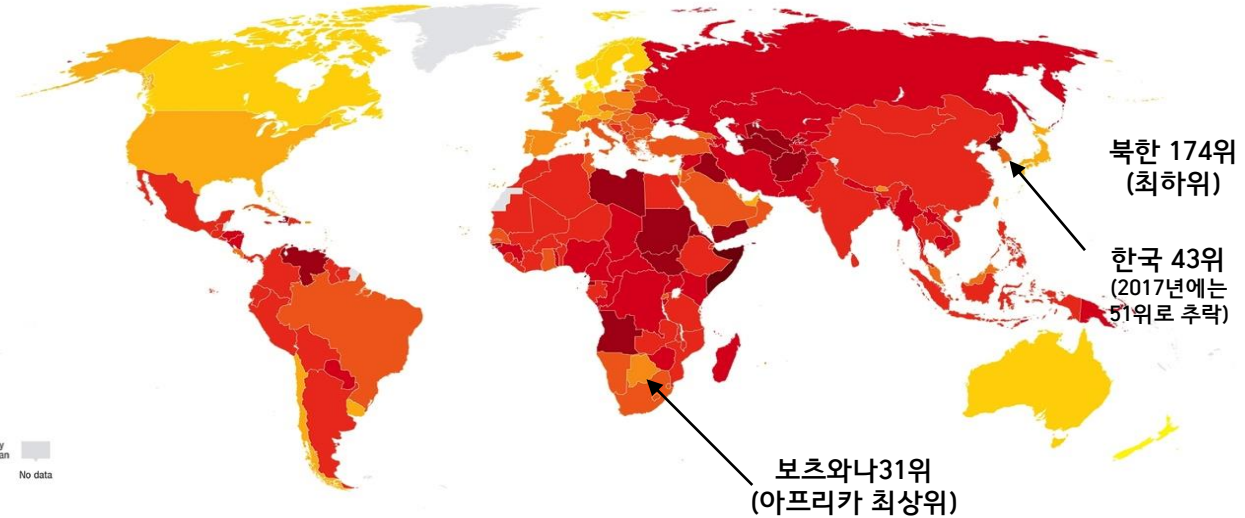 북한 174위
(최하위)
한국 43위
(2017년에는
51위로 추락)
보츠와나31위
(아프리카 최상위)
y
an
No data